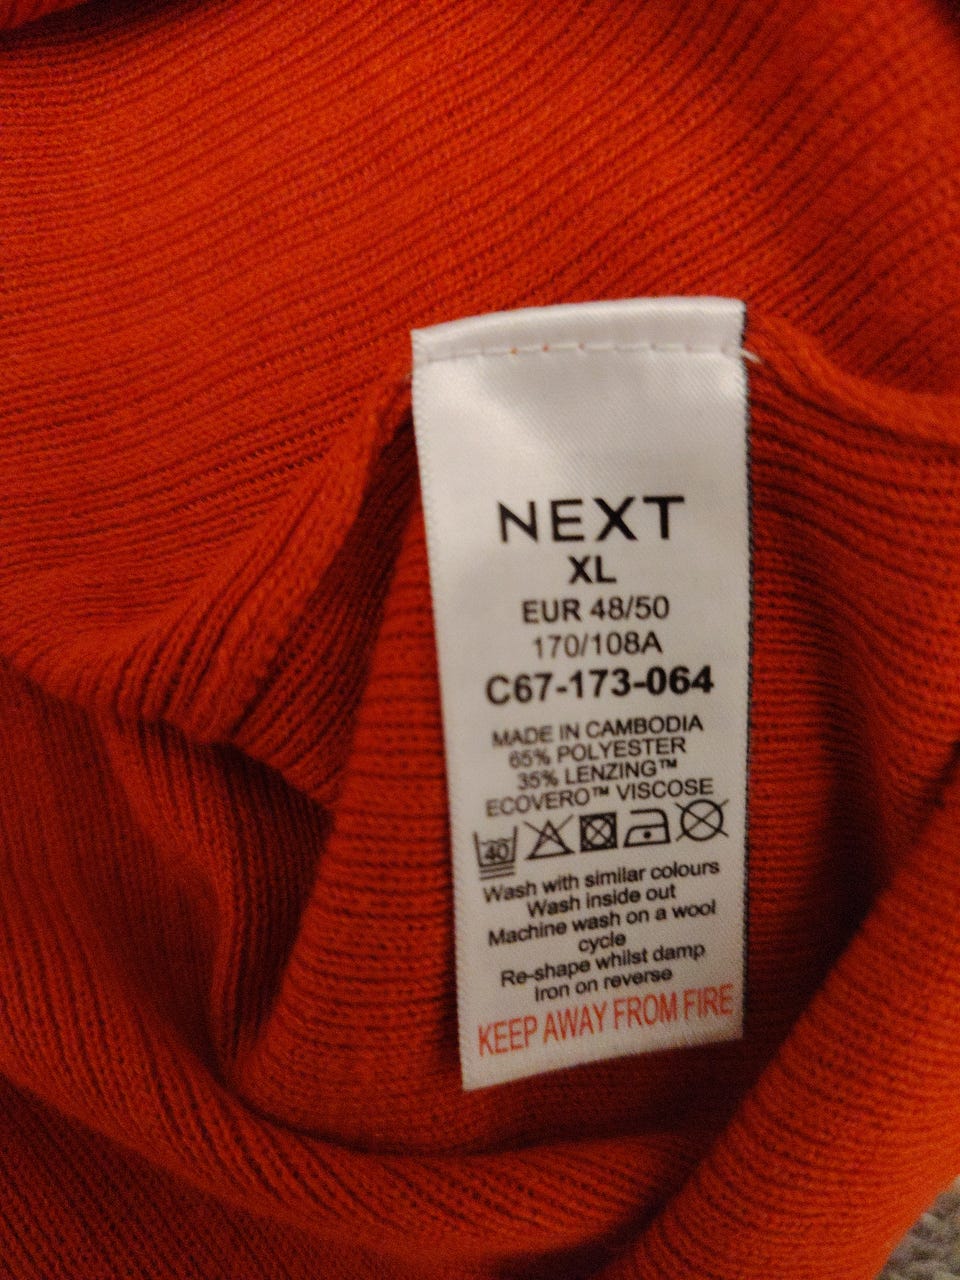 NEXT
XL
EUR 48/50
170/108A
C67-173-064
MADE IN CAMBODIA
65% POLYESTER
35% LENZING™
ECOVERO™ VISCOSE
40
Wash with similar colours
Wash inside out
Machine wash on a wool
cycle
Re-shape whilst damp
Iron on reverse
KEEP AWAY FROM FIRE